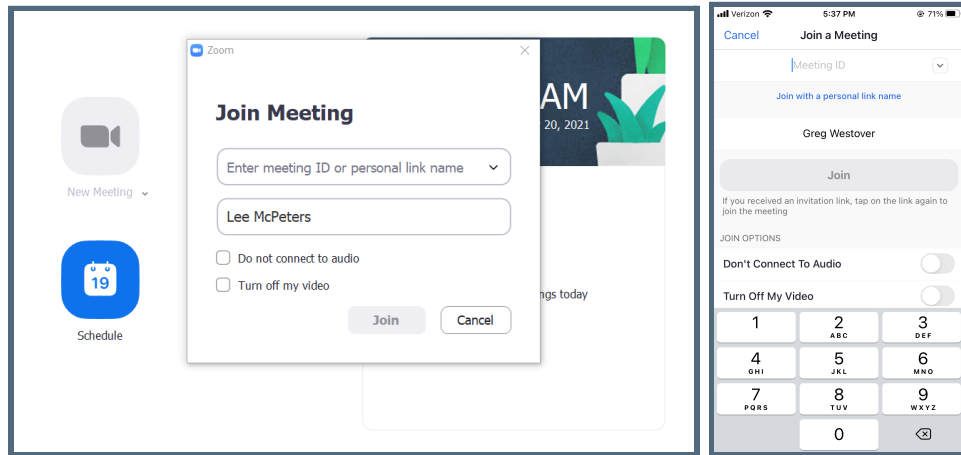 Zoom
Join Meeting
Enter meeting ID or personal link name
Lee McPeters
Do not connect to audio
Turn off my video
Join
Cancel
New Meeting
19
Schedule
AM
20, 2021
ngs today
Verizon
5:37 PM
71%
Cancel
Join a Meeting
Meeting ID
Join with a personal link name
Greg Westover
Join
If you received an invitation link, tap on the link again to
join the meeting
JOIN OPTIONS
Don't Connect To Audio
Turn Off My Video
1
2
ABC
3
DEF
4
GHI
5
JKL
6
MNO
7
PQRS
8
TUV
9
WXYZ
0